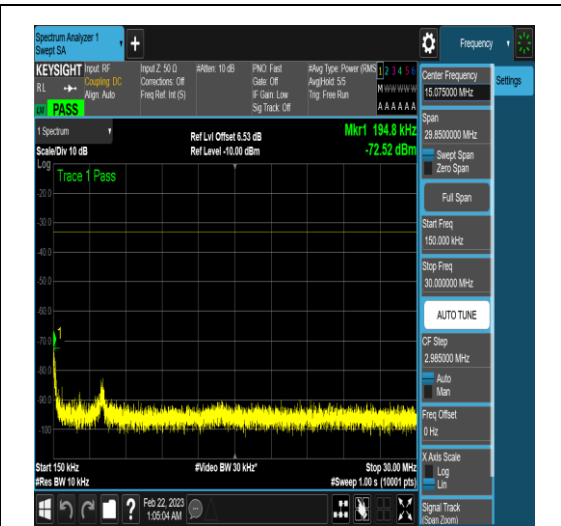 Spectrum Analyzer 1
Swept SA
+
Frequency
KEYSIGHT Input: RF
RL Coupling: DC
Align: Auto
PASS
Input Z: 50 Ω
Corrections: Off
Freq Ref: Int (S)
#Atten: 10 dB
PNO: Fast
Gate: Off
IF Gain: Low
Sig Track: Off
#Avg Type: Power (RMS
Avg|Hold: 5/5
Trig: Free Run
1 2 3 4 5 6
M W W W W W
A A A A A A
1 Spectrum
Scale/Div 10 dB
Ref Lvl Offset 6.53 dB
Ref Level -10.00 dBm
Mkr1 194.8 kHz
-72.52 dBm
Log
Trace 1 Pass
-20.0
-30.0
-40.0
-50.0
-60.0
-70.0
-80.0
-90.0
-100
1
Start 150 kHz
#Res BW 10 kHz
#Video BW 30 kHz*
Stop 30.00 MHz
#Sweep 1.00 s (10001 pts)
Feb 22, 2023
1:05:04 AM
?
Center Frequency
15.075000 MHz
Settings
Span
29.8500000 MHz
Swept Span
Zero Span
Full Span
Start Freq
150.000 kHz
Stop Freq
30.000000 MHz
AUTO TUNE
CF Step
2.985000 MHz
Auto
Man
Freq Offset
0 Hz
X Axis Scale
Log
Lin
Signal Track
(Span Zoom)